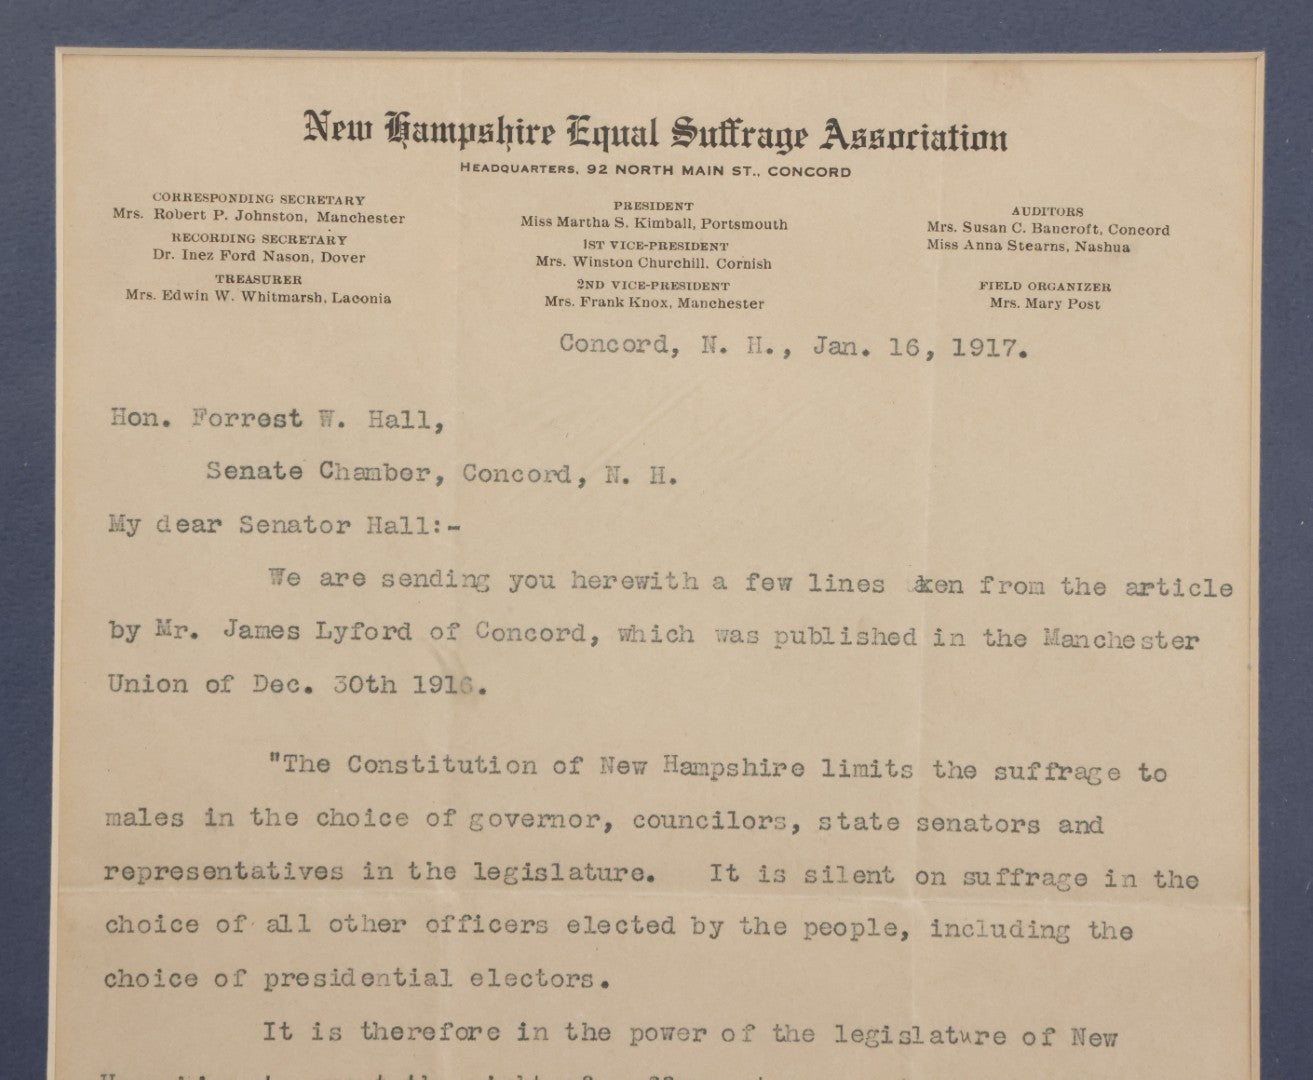 New Hampshire Equal Suffrage Association
HEADQUARTERS, 92 NORTH MAIN ST., CONCORD
CORRESPONDING SECRETARY
Mrs. Robert P. Johnston, Manchester
RECORDING SECRETARY
Dr. Inez Ford Nason, Dover
TREASURER
Mrs. Edwin W. Whitmarsh, Laconia
PRESIDENT
Miss Martha S. Kimball, Portsmouth
1ST VICE-PRESIDENT
Mrs. Winston Churchill. Cornish
2ND VICE-PRESIDENT
Mrs. Frank Knox, Manchester
AUDITORS
Mrs. Susan C. Bancroft, Concord
Miss Anna Stearns, Nashua
FIELD ORGANIZER
Mrs. Mary Post
Concord, N. H., Jan. 16, 1917.
Hon. Forrest W. Hall,
Senate Chamber, Concord, N. H.
My dear Senator Hall:-
We are sending you herewith a few lines from the article
by Mr. James Lyford of Concord, which was published in the Manchester
Union of Dec. 30th 1916.
"The Constitution of New Hampshire limits the suffrage to
males in the choice of governor, councilors, state senators and
representatives in the legislature. It is silent on suffrage in the
choice of all other officers elected by the people, including the
choice of presidential electors.
It is therefore in the power of the legislature of New